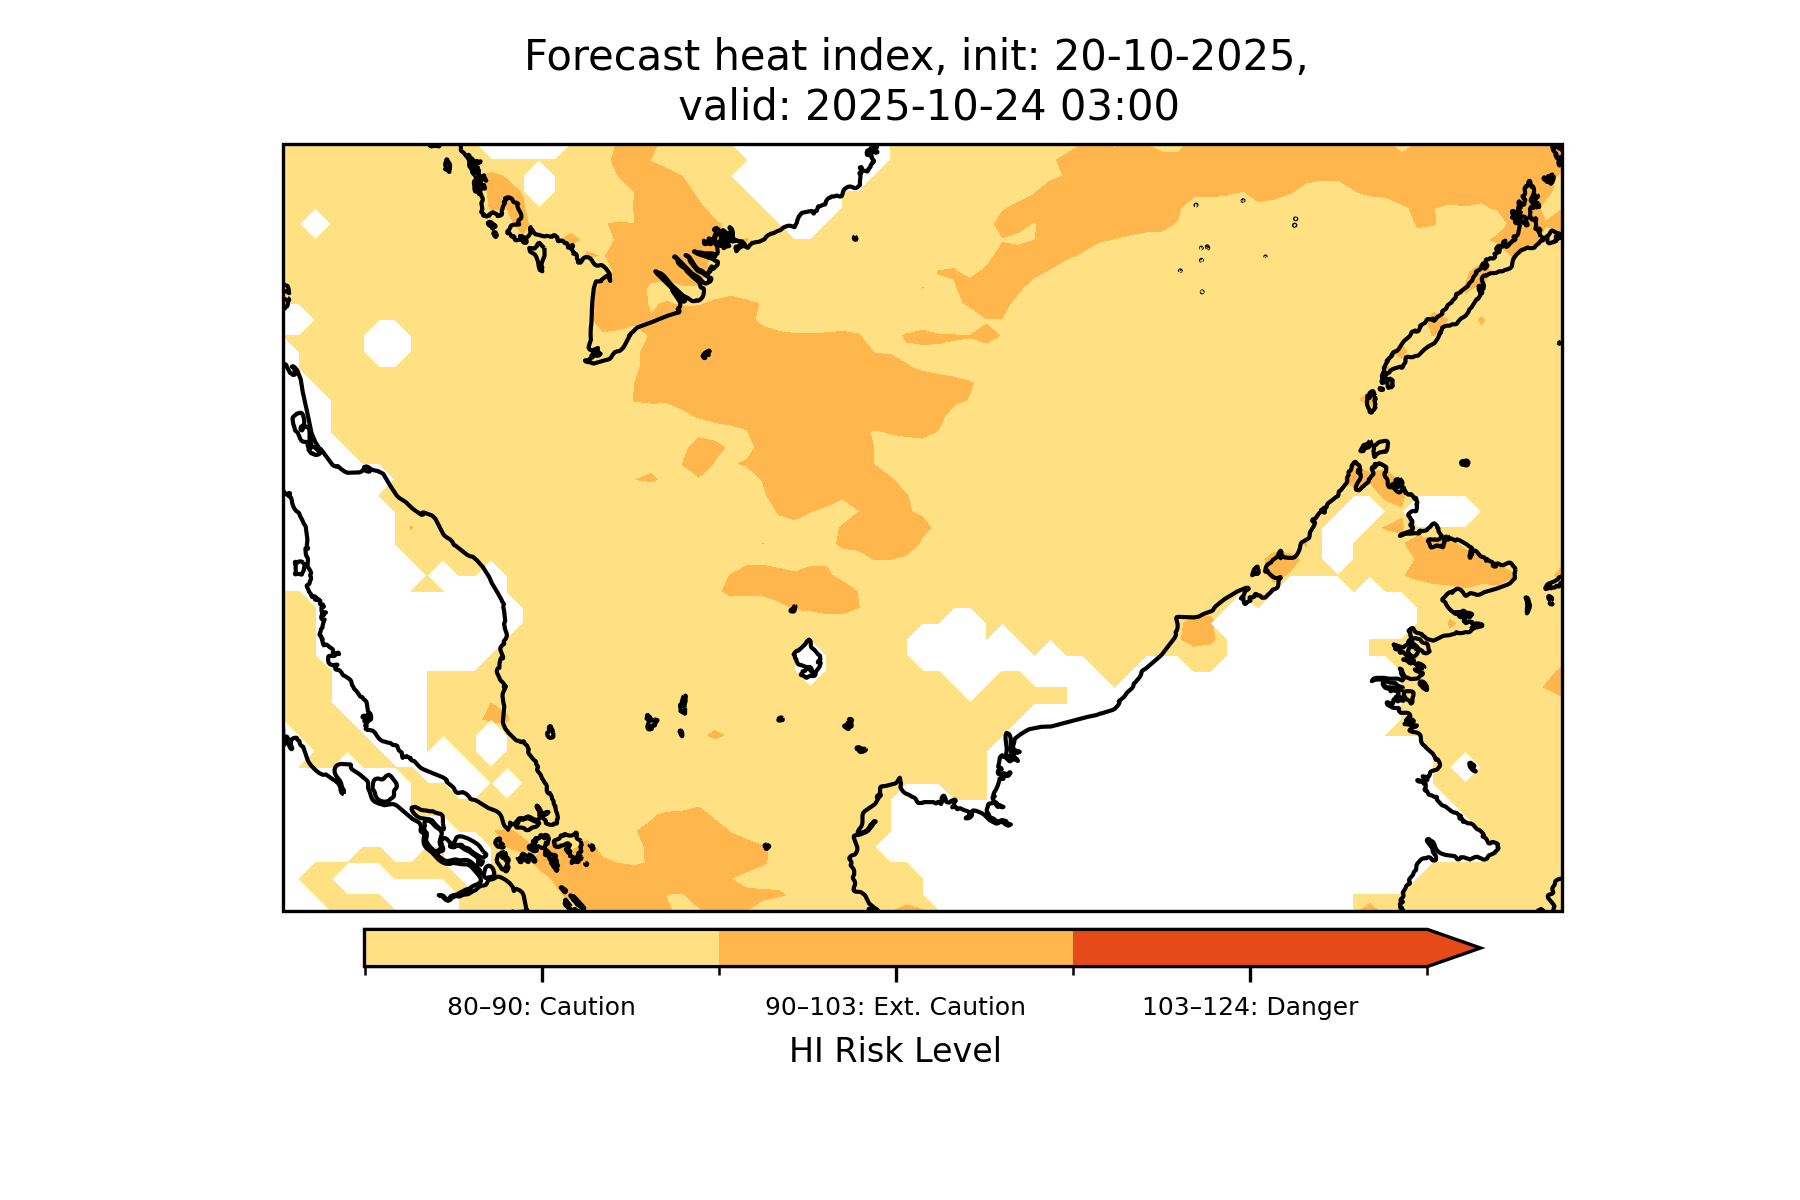 Forecast heat index, init: 20-10-2025,
valid: 2025-10-24 03:00
80–90: Caution
90–103: Ext. Caution
103–124: Danger
HI Risk Level